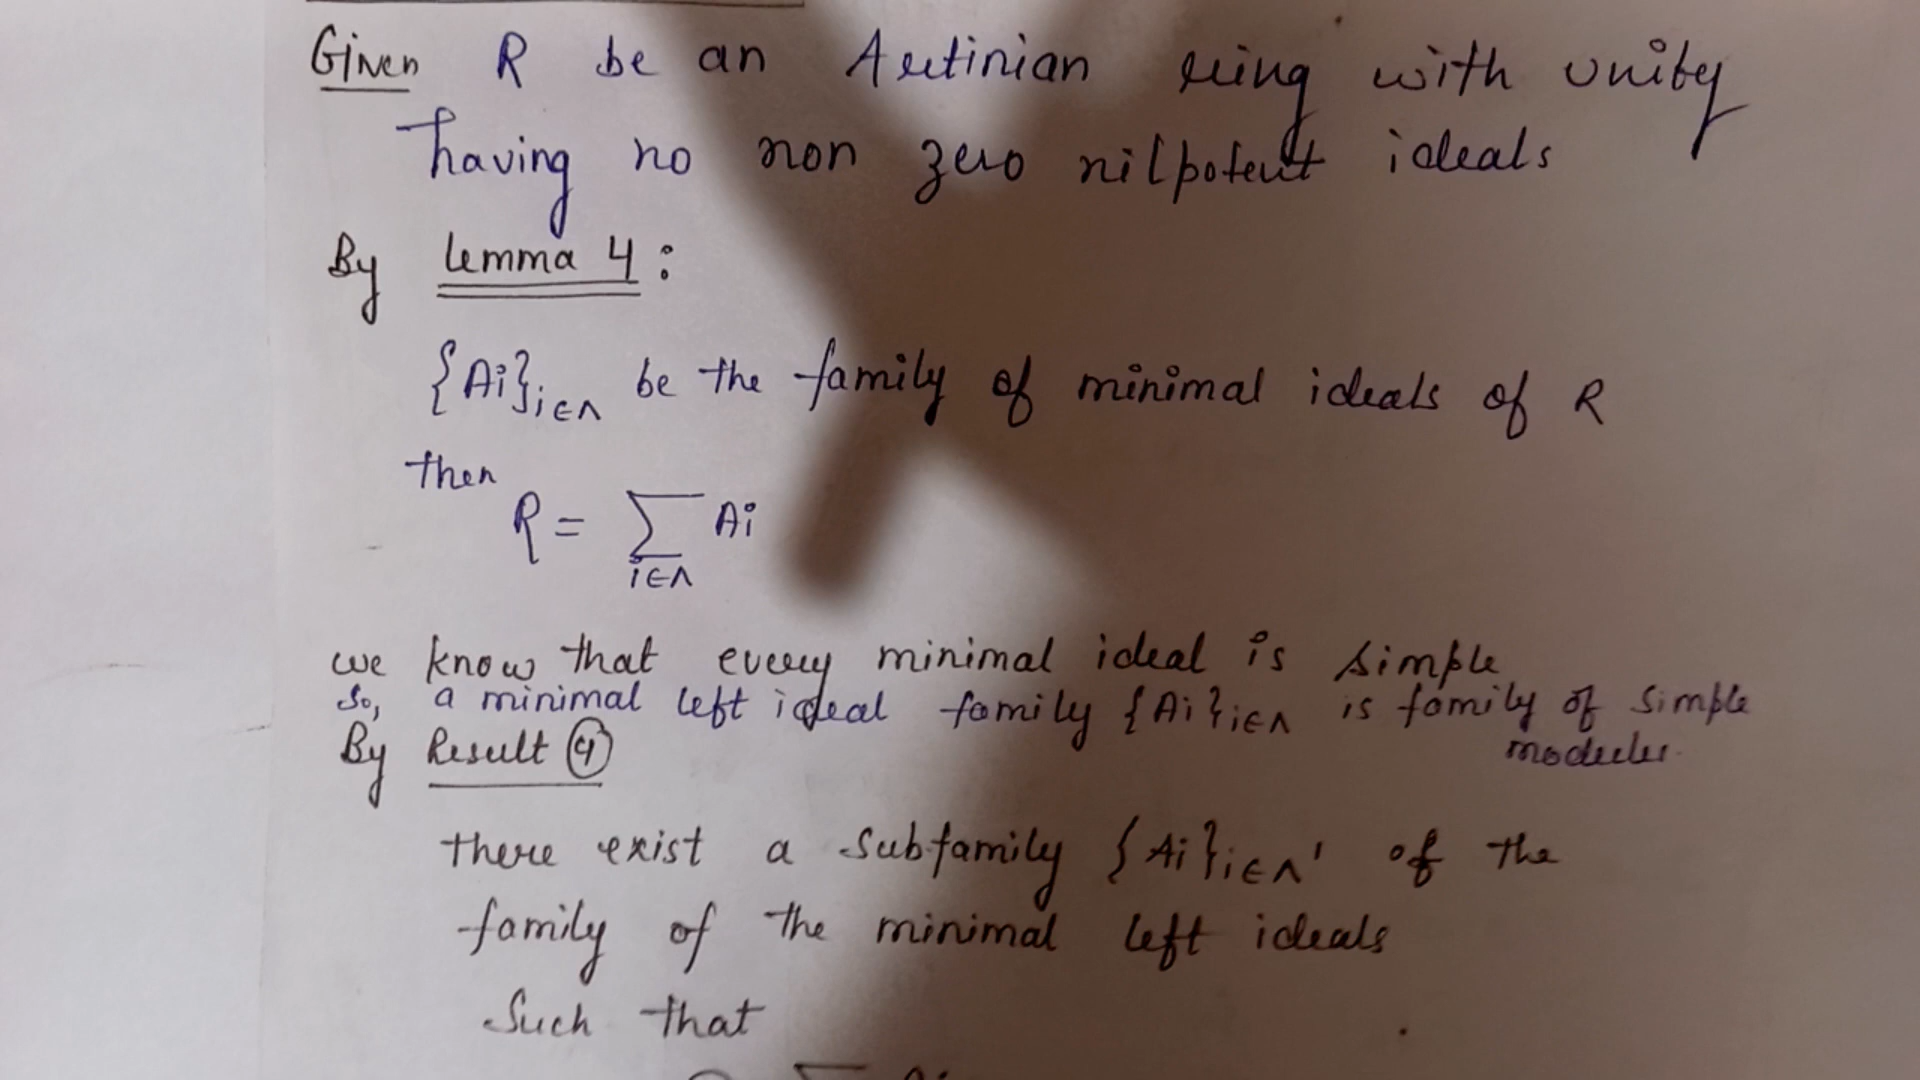 Given R be an Artinian ring with unity
having no non zero nilpotent ideals
By Lemma 4 :
{Ai}i∈Λ be the family of minimal ideals of R
then
R = ∑ Ai
i∈Λ
we know that every minimal ideal is simple
So, a minimal left ideal family {Ai}i∈Λ is family of simple
modules.
By Result ④
there exist a subfamily {Ai}i∈Λ' of the
family of the minimal left ideals
Such that